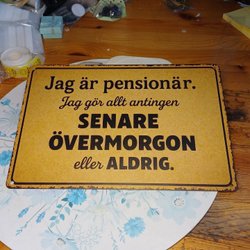 Jag är pensionär.
Jag gör allt antingen
SENARE
ÖVERMORGON
eller ALDRIG.